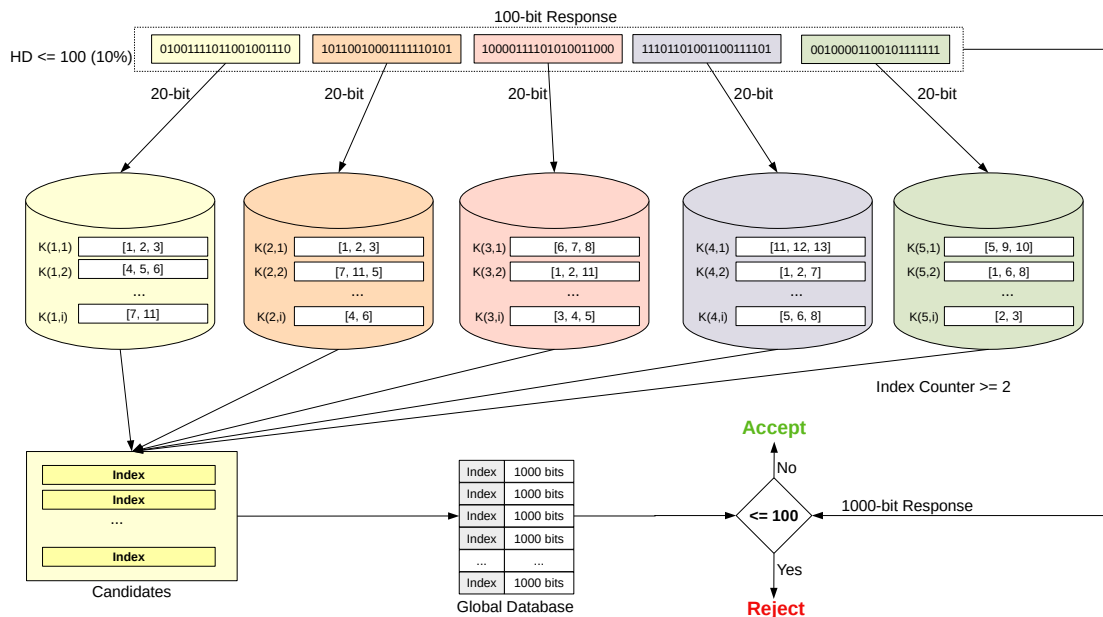 100-bit Response
HD <= 100 (10%)
01001111011001001110
10110010001111110101
10000111101010011000
11101101001100111101
00100001100101111111
20-bit
20-bit
20-bit
20-bit
20-bit
K(1,1) [1, 2, 3]
K(1,2) [4, 5, 6]
...
K(1,i) [7, 11]
K(2,1) [1, 2, 3]
K(2,2) [7, 11, 5]
...
K(2,i) [4, 6]
K(3,1) [6, 7, 8]
K(3,2) [1, 2, 11]
...
K(3,i) [3, 4, 5]
K(4,1) [11, 12, 13]
K(4,2) [1, 2, 7]
...
K(4,i) [5, 6, 8]
K(5,1) [5, 9, 10]
K(5,2) [1, 6, 8]
...
K(5,i) [2, 3]
Index Counter >= 2
Index
Index
...
Index
Candidates
Index 1000 bits
Index 1000 bits
Index 1000 bits
Index 1000 bits
... ...
Index 1000 bits
Global Database
Accept
No
<= 100
1000-bit Response
Yes
Reject